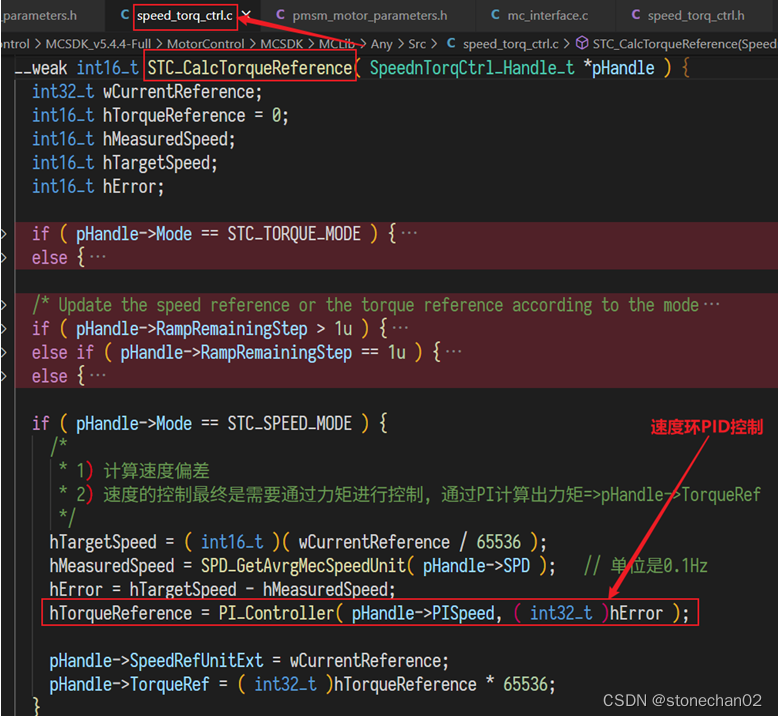 _parameters.h C speed_torq_ctrl.c × C pmsm_motor_parameters.h C mc_interface.c C speed_torq_ctrl.h
ontrol > MCSDK_v5.4.4-Full > MotorControl > MCSDK > MCLib > Any > Src > C speed_torq_ctrl.c > STC_CalcTorqueReference(Speed
__weak int16_t STC_CalcTorqueReference( SpeednTorqCtrl_Handle_t *pHandle ) {
int32_t wCurrentReference;
int16_t hTorqueReference = 0;
int16_t hMeasuredSpeed;
int16_t hTargetSpeed;
int16_t hError;
if ( pHandle->Mode == STC_TORQUE_MODE ) {···
else {···
/* Update the speed reference or the torque reference according to the mode···
if ( pHandle->RampRemainingStep > 1u ) {···
else if ( pHandle->RampRemainingStep == 1u ) {···
else {···
if ( pHandle->Mode == STC_SPEED_MODE ) {
速度环PID控制
/*
* 1) 计算速度偏差
* 2) 速度的控制最终是需要通过力矩进行控制, 通过PI计算出力矩=>pHandle->TorqueRef
*/
hTargetSpeed = ( int16_t )( wCurrentReference / 65536 );
hMeasuredSpeed = SPD_GetAvrgMecSpeedUnit( pHandle->SPD ); // 单位是0.1Hz
hError = hTargetSpeed - hMeasuredSpeed;
hTorqueReference = PI_Controller( pHandle->PISpeed, ( int32_t )hError );
pHandle->SpeedRefUnitExt = wCurrentReference;
pHandle->TorqueRef = ( int32_t )hTorqueReference * 65536;
}
CSDN @stonechan02